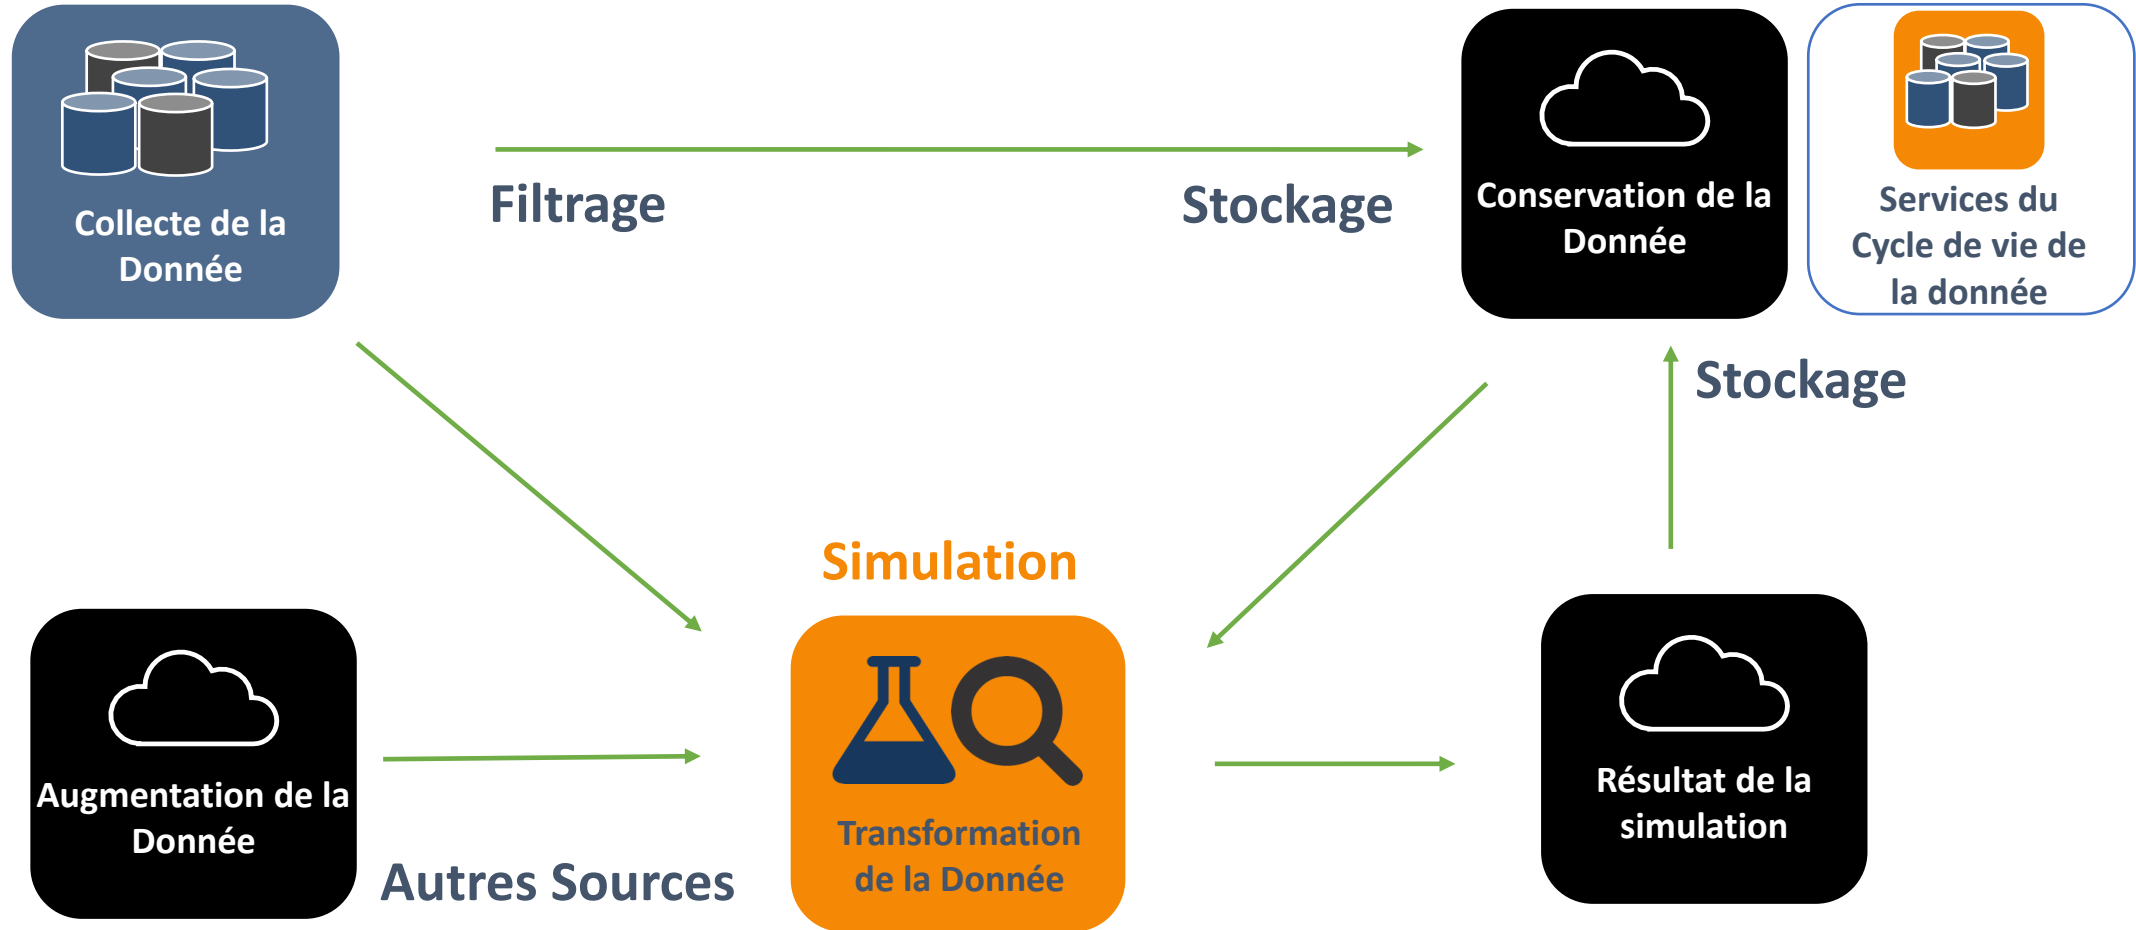 Collecte de la
Donnée
Filtrage
Stockage
Conservation de la
Donnée
Services du
Cycle de vie de
la donnée
Stockage
Simulation
Augmentation de la
Donnée
Autres Sources
Transformation
de la Donnée
Résultat de la
simulation